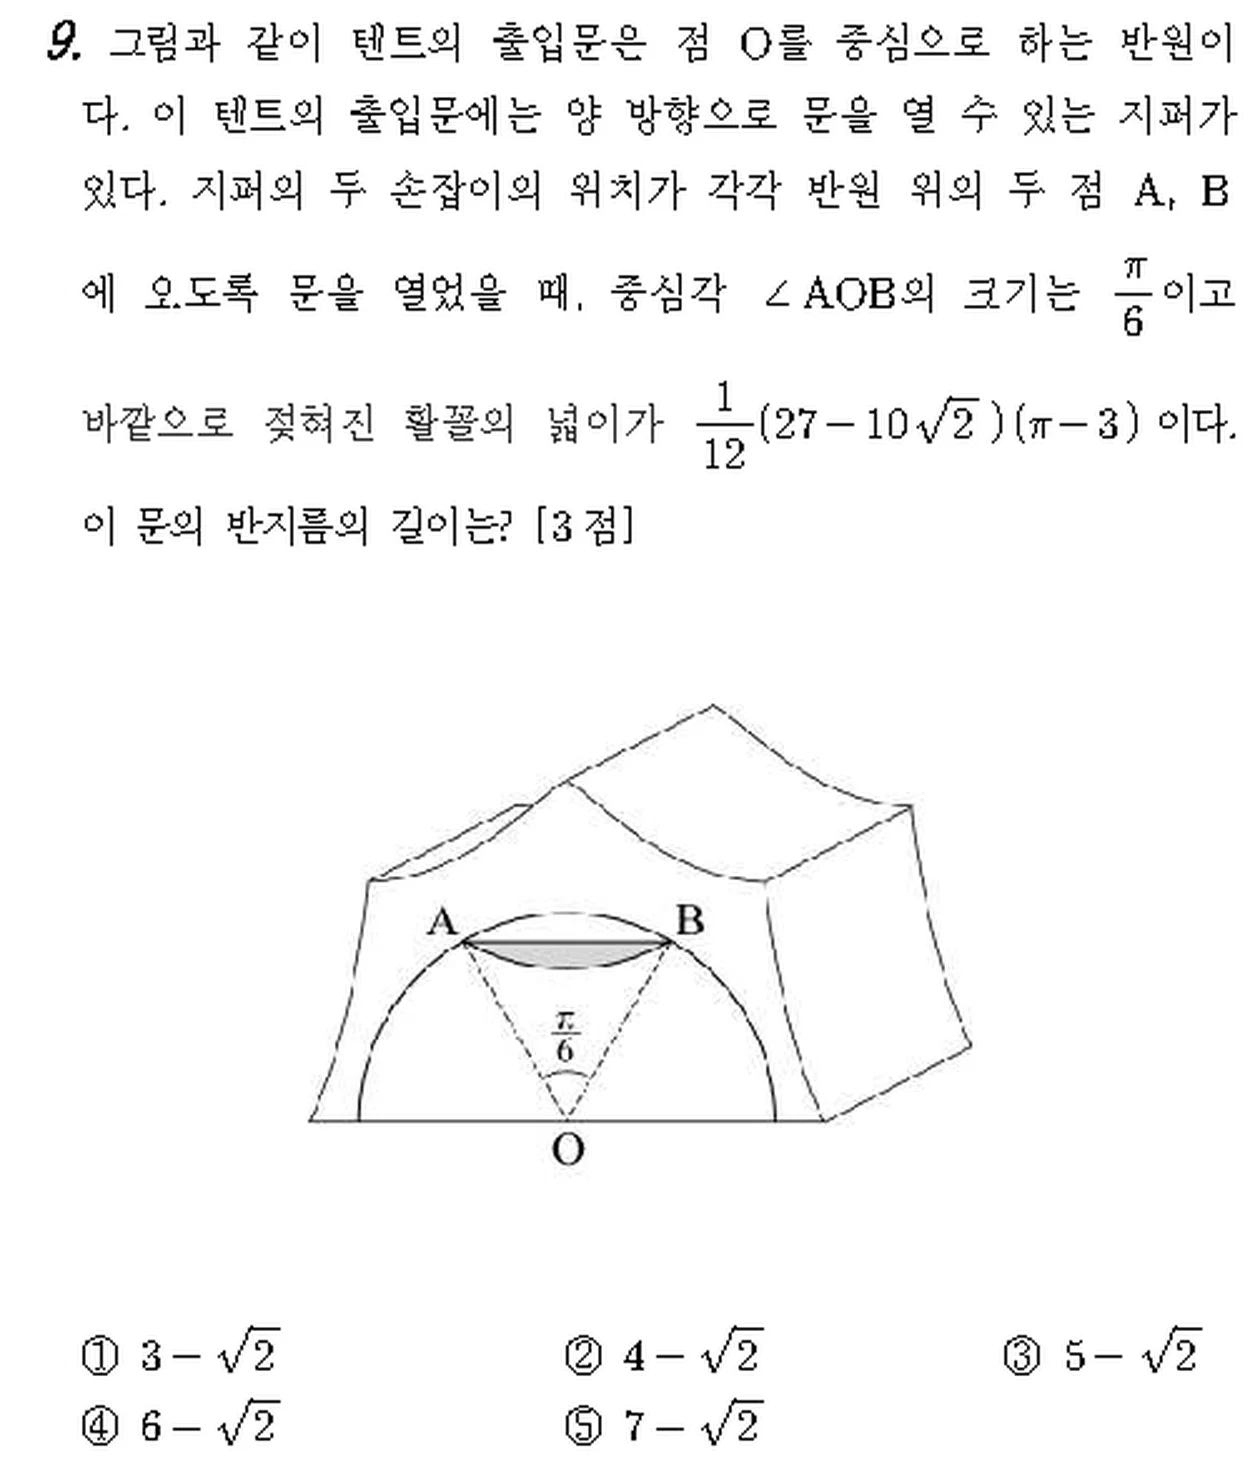 9. 그림과 같이 텐트의 출입문은 점 O를 중심으로 하는 반원이
다. 이 텐트의 출입문에는 양 방향으로 문을 열 수 있는 지퍼가
있다. 지퍼의 두 손잡이의 위치가 각각 반원 위의 두 점 A, B
에 오도록 문을 열었을 때, 중심각 ∠AOB의 크기는 π/6이고
바깥으로 젖혀진 활꼴의 넓이가 1/12(27-10√2)(π-3)이다.
이 문의 반지름의 길이는? [3점]
A B
π/6
O
① 3-√2 ② 4-√2 ③ 5-√2
④ 6-√2 ⑤ 7-√2